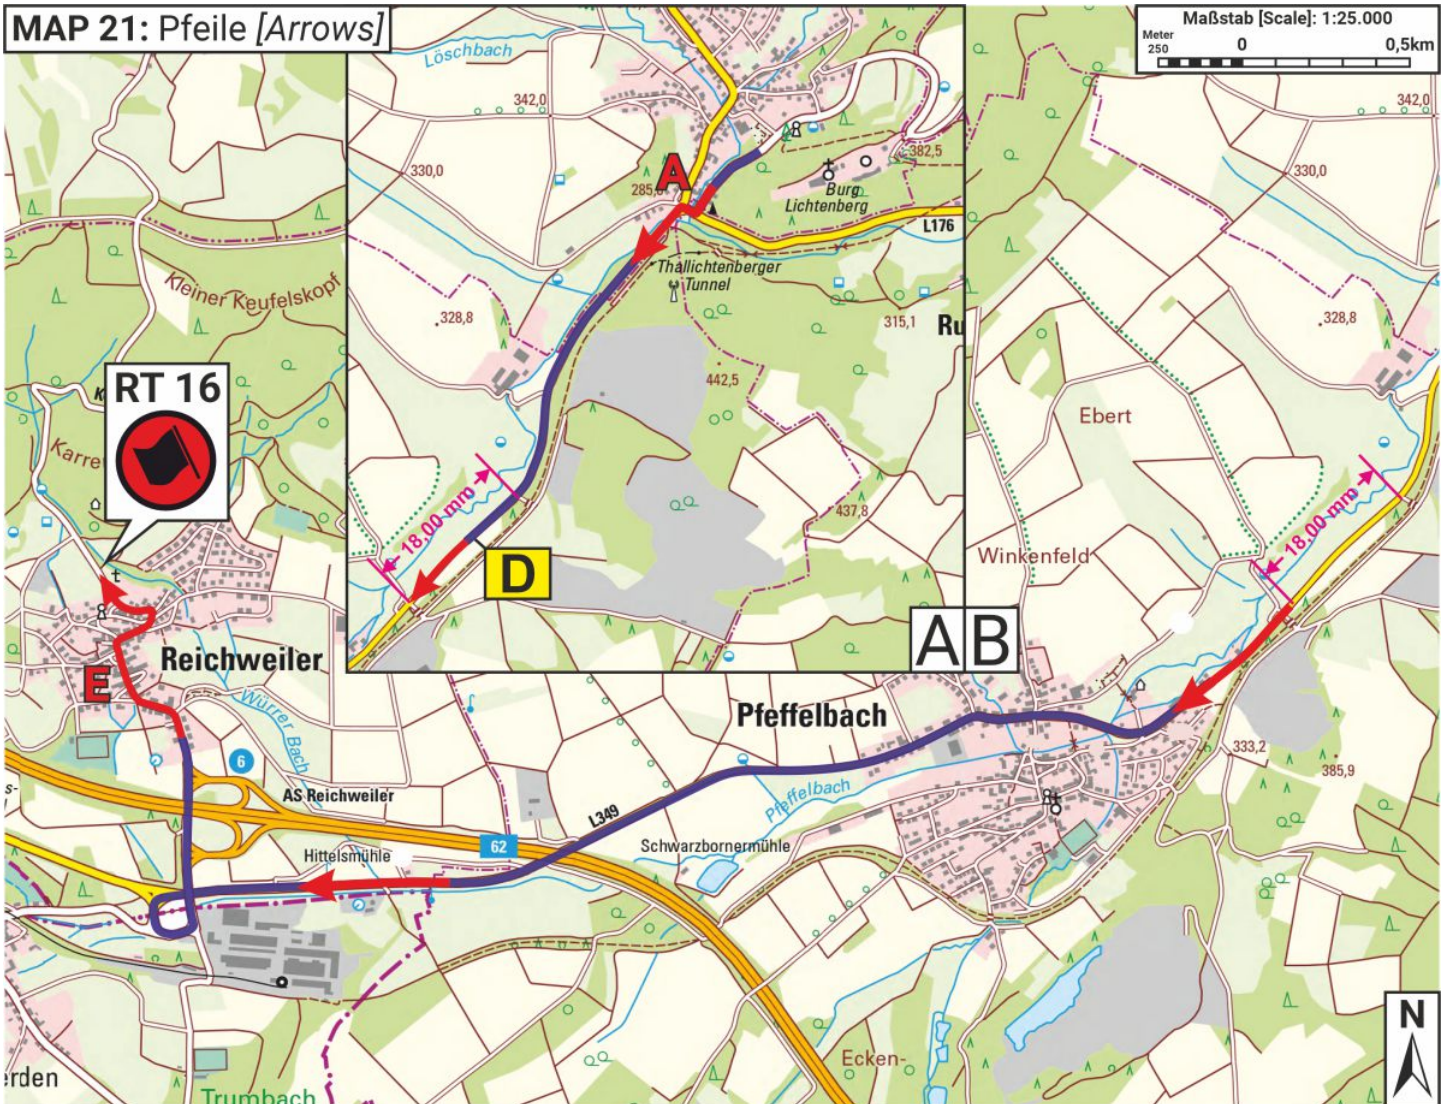 MAP 21: Pfeile [Arrows]
Maßstab [Scale]: 1:25.000
Meter
250 0 0,5km
Löschbach
342,0
342,0
330,0
330,0
382,5
A
Burg
Lichtenberg
L176
Thallichtenberger
Tunnel
Kleiner Keufelskopf
328,8
328,8
315,1
Ru
RT 16
442,5
Ebert
Karre
437,8
18,00 mm
18,00 mm
Winkenfeld
D
A B
Reichweiler
E
Würrer Bach
Pfeffelbach
333,2
385,9
6
AS Reichweiler
Pfeffelbach
L349
62
Hittelsmühle
Schwarzbornermühle
N
Ecken-
erden
Trumbach